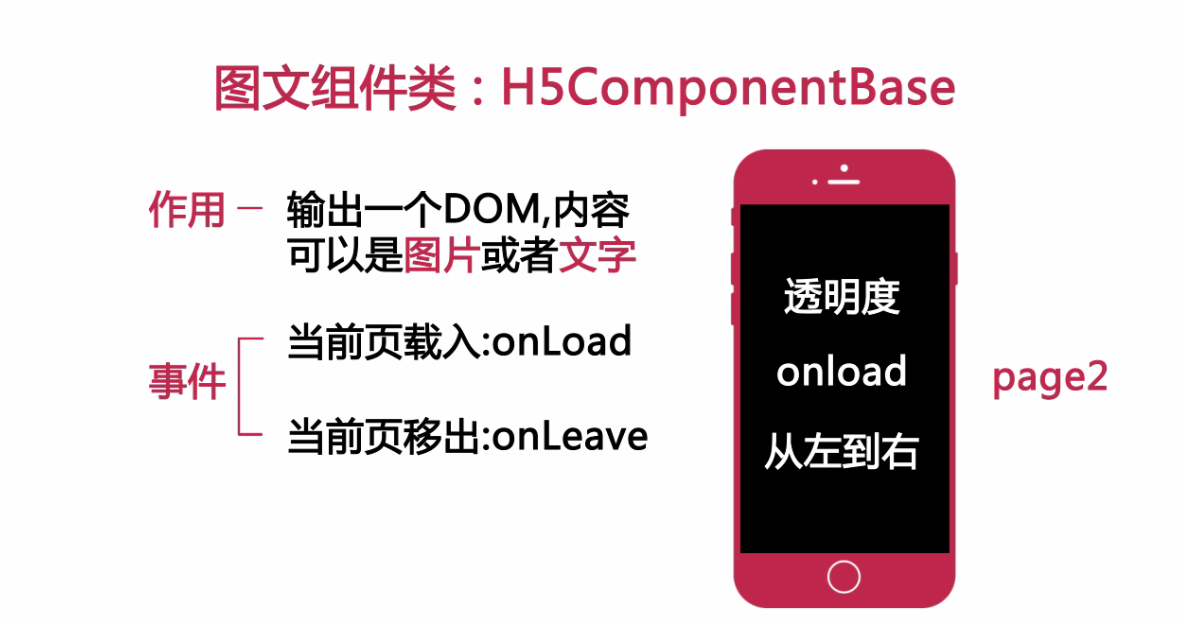 图文组件类：H5ComponentBase
作用
输出一个DOM,内容
可以是图片或者文字
事件
当前页载入:onLoad
当前页移出:onLeave
透明度
onload
从左到右
page2